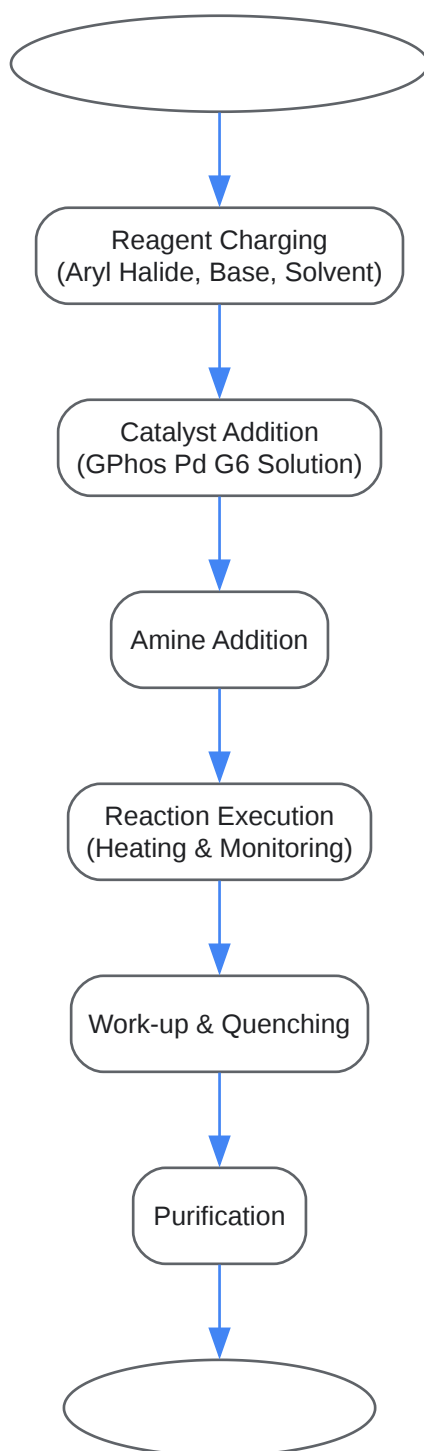 Reagent Charging
(Aryl Halide, Base, Solvent)
Catalyst Addition
(GPhos Pd G6 Solution)
Amine Addition
Reaction Execution
(Heating & Monitoring)
Work-up & Quenching
Purification